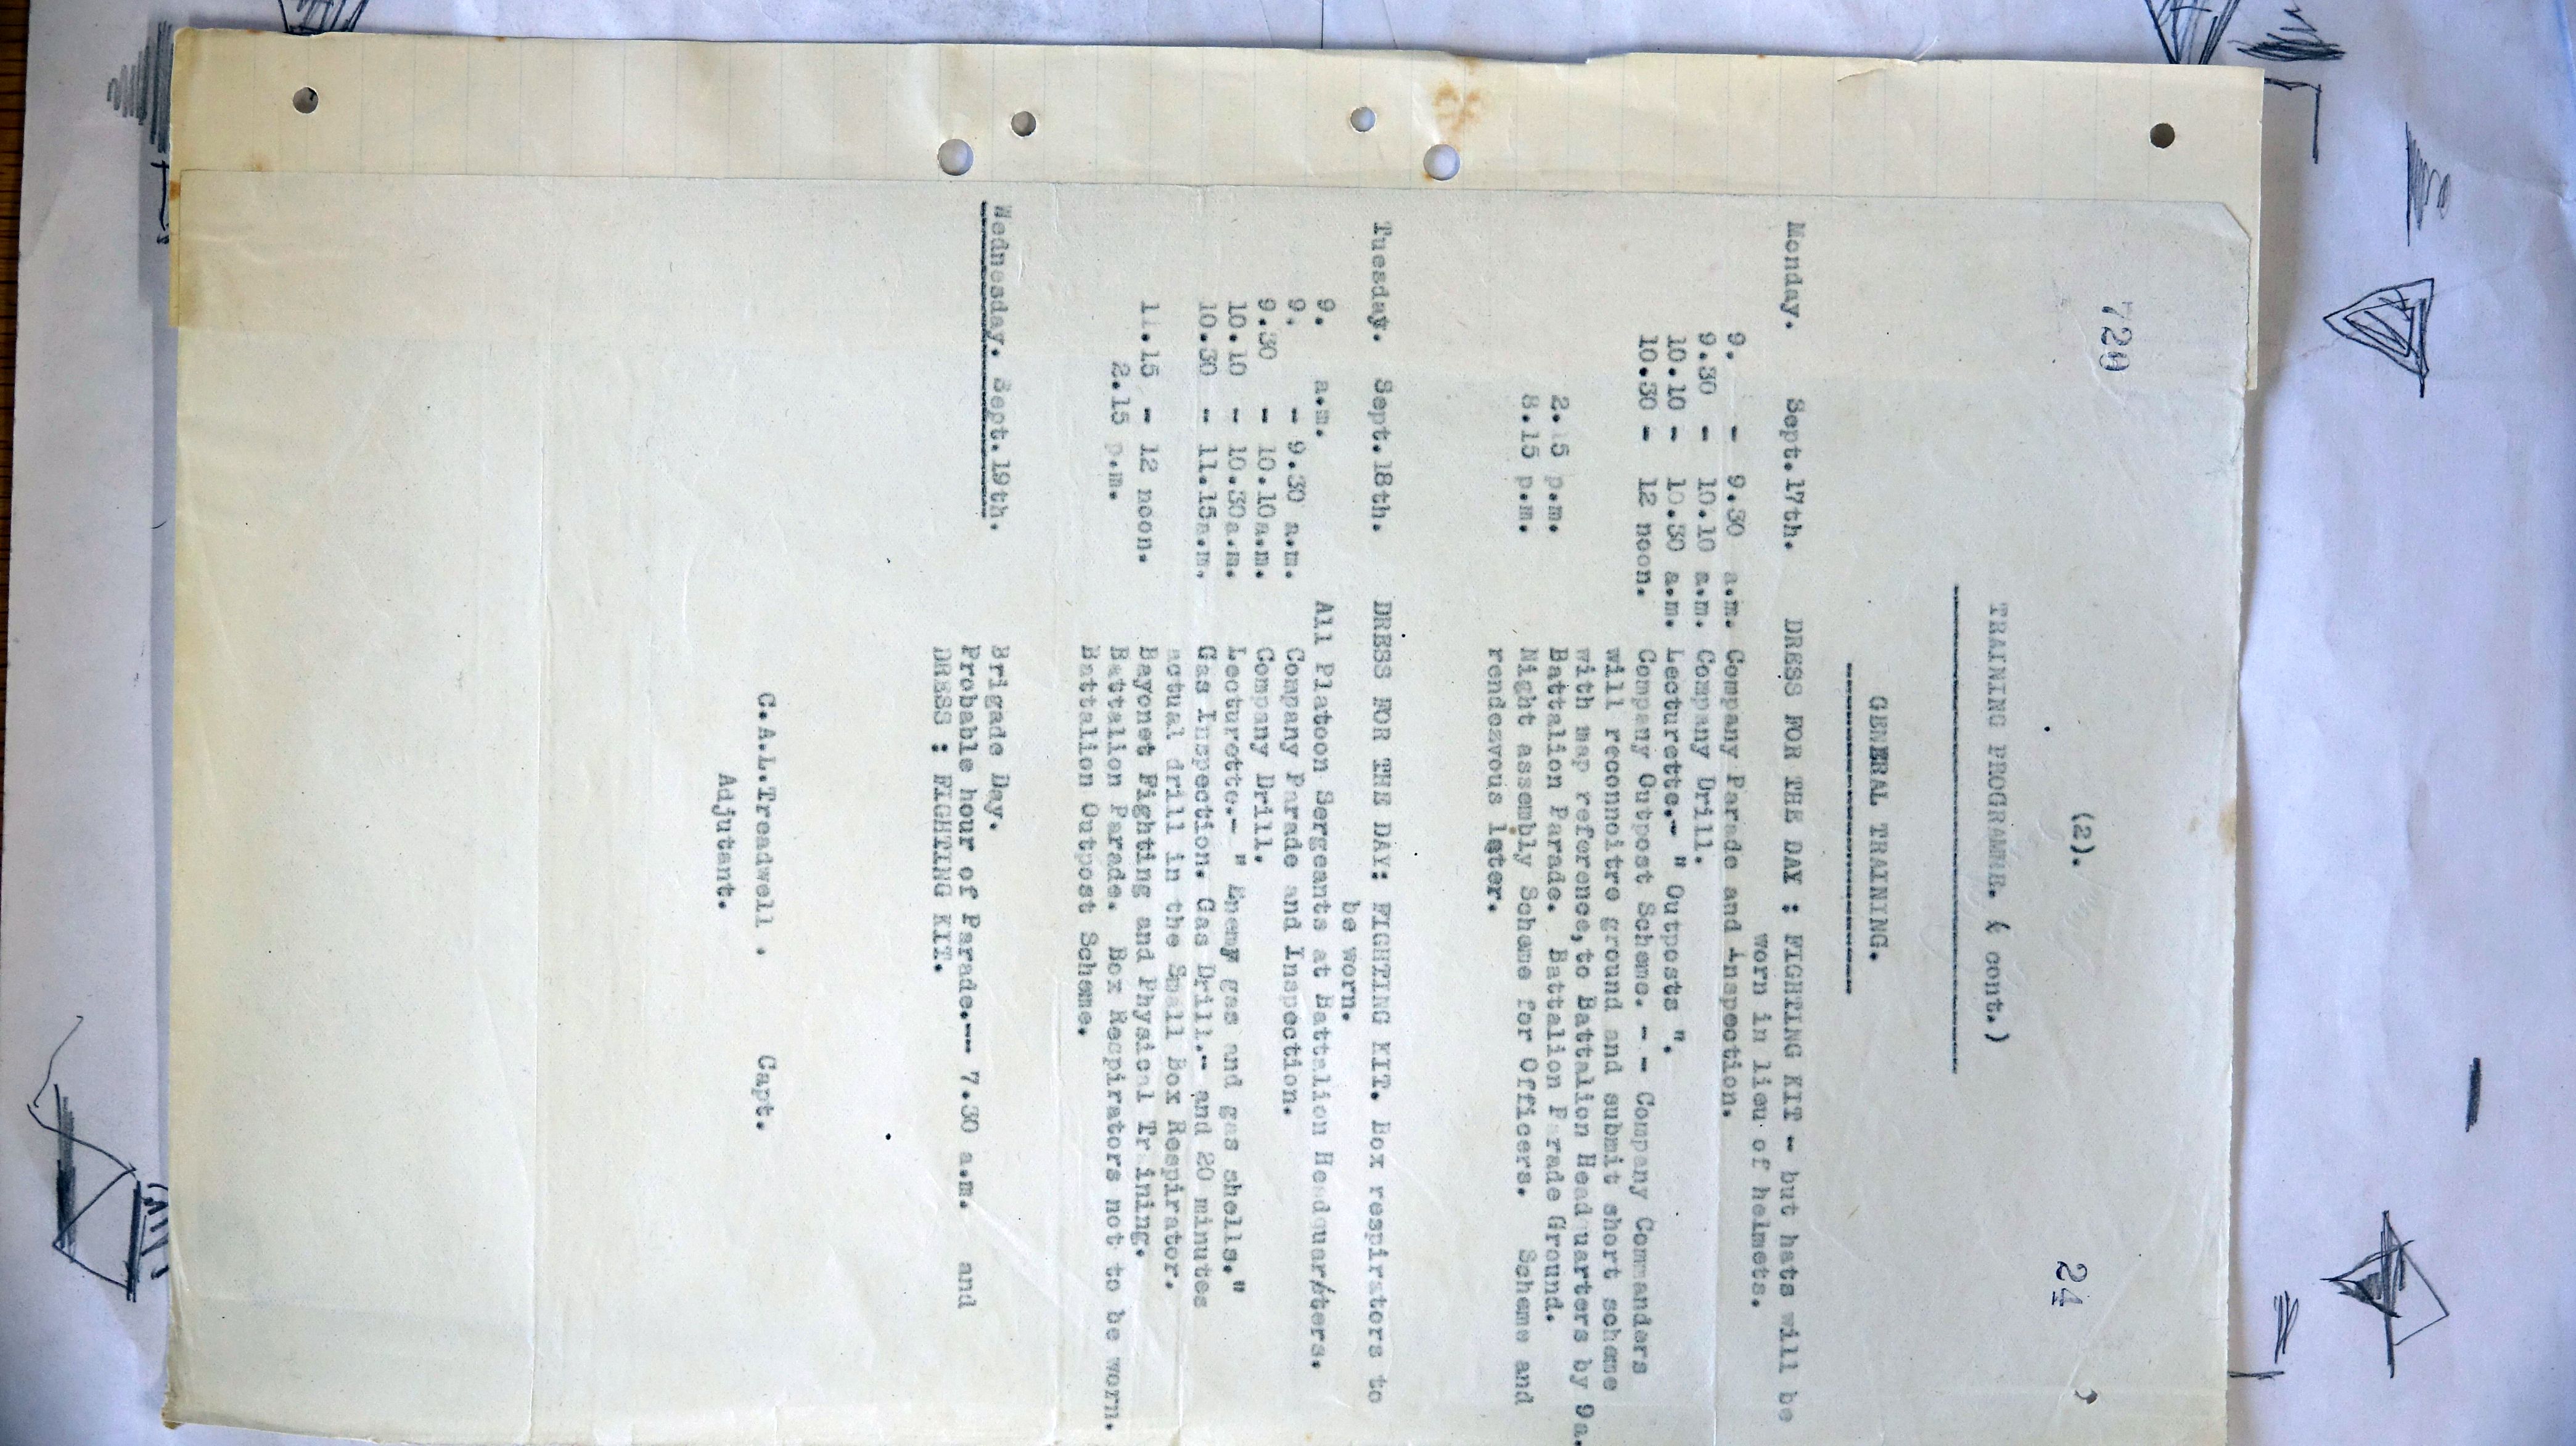 720
24
(2).
TRAINING PROGRAMME. ( cont.)
GENERAL TRAINING.
Monday. Sept.17th. DRESS FOR THE DAY : FIGHTING KIT - but hats will be
worn in lieu of helmets.
9. - 9.30 a.m. Company Parade and Inspection.
9.30 - 10.10 a.m. Company Drill.
10.10 - 10.30 a.m. Lecturette.- " Outposts ".
10.30 - 12 noon. Company Outpost Scheme. - - Company Commanders
will reconnoitre ground and submit short scheme
with map reference,to Battalion Headquarters by 9a.
2.15 p.m. Battalion Parade. Battalion Parade Ground.
8.15 p.m. Night assembly Scheme for Officers. Scheme and
rendezvous later.
Tuesday. Sept.18th. DRESS FOR THE DAY: FIGHTING KIT. Box respirators to
be worn.
9. a.m. All Platoon Sergeants at Battalion Headquar/ters.
9. - 9.30 a.m. Company Parade and Inspection.
9.30 - 10.10a.m. Company Drill.
10.10 - 10.30a.m. Lecturette.- " Enemy gas and gas shells."
10.30 - 11.15a.m. Gas Inspection. Gas Drill.- and 20 minutes
actual drill in the Small Box Respirator.
11.15 - 12 noon. Bayonet Fighting and Physical Training.
2.15 p.m. Battalion Parade. Box Respirators not to be worn.
Battalion Outpost Scheme.
Wednesday. Sept.19th. Brigade Day.
Probable hour of Parade.-- 7.30 a.m. and
DRESS : FIGHTING KIT.
C.A.L.Treadwell . Capt.
Adjutant.